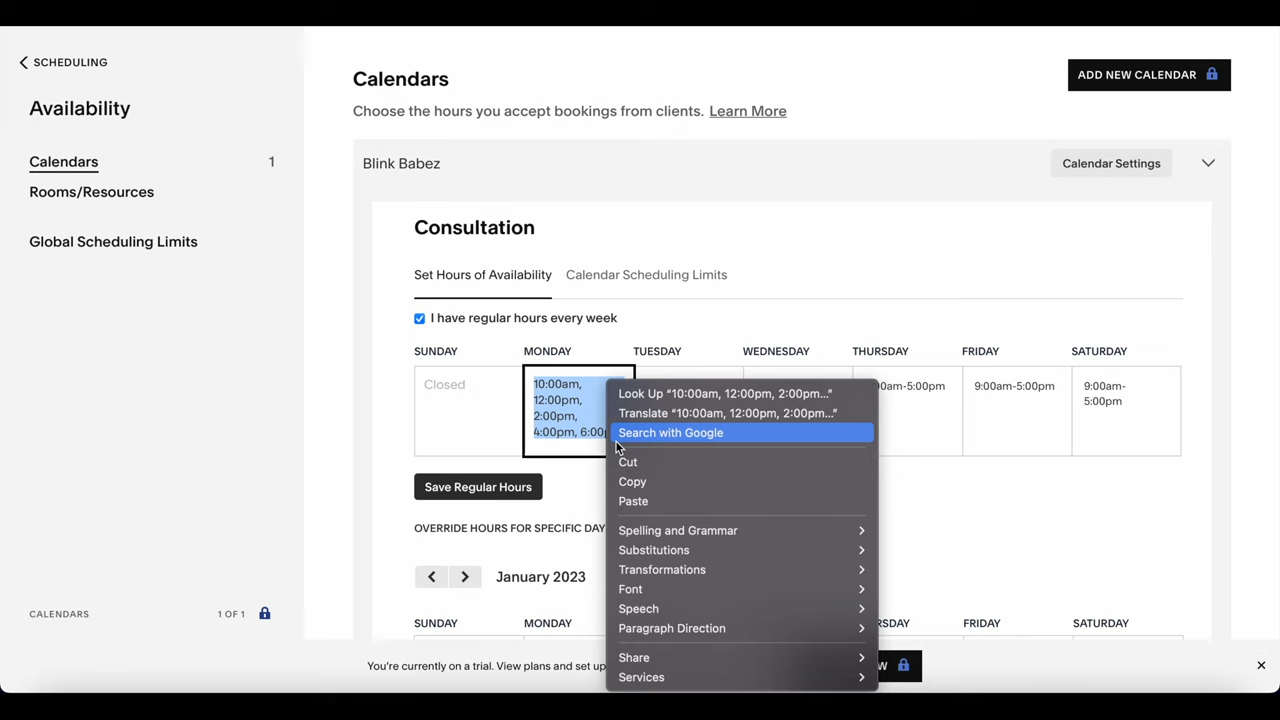 SCHEDULING
Availability
Calendars 1
Rooms/Resources
Global Scheduling Limits
CALENDARS 1 OF 1
Calendars
ADD NEW CALENDAR
Choose the hours you accept bookings from clients. Learn More
Blink Babez
Calendar Settings
Consultation
Set Hours of Availability Calendar Scheduling Limits
I have regular hours every week
SUNDAY MONDAY TUESDAY WEDNESDAY THURSDAY FRIDAY SATURDAY
Closed
10:00am,
12:00pm,
2:00pm,
4:00pm,
00am-5:00pm
9:00am-5:00pm
9:00am-
5:00pm
Save Regular Hours
OVERRIDE HOURS FOR SPECIFIC DAY
January 2023
SUNDAY MONDAY FRIDAY SATURDAY
You're currently on a trial. View plans and set up
Look Up “10:00am, 12:00pm, 2:00pm...”
Translate “10:00am, 12:00pm, 2:00pm...”
Search with Google
Cut
Copy
Paste
Spelling and Grammar
Substitutions
Transformations
Font
Speech
Paragraph Direction
Share
Services